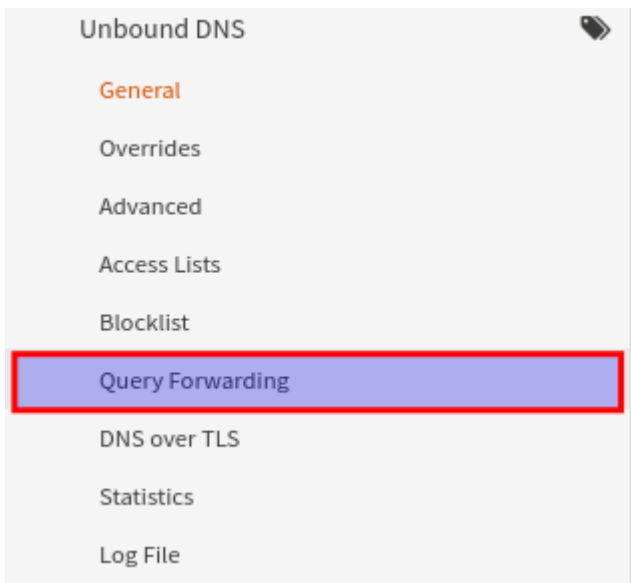 Unbound DNS
General
Overrides
Advanced
Access Lists
Blocklist
Query Forwarding
DNS over TLS
Statistics
Log File